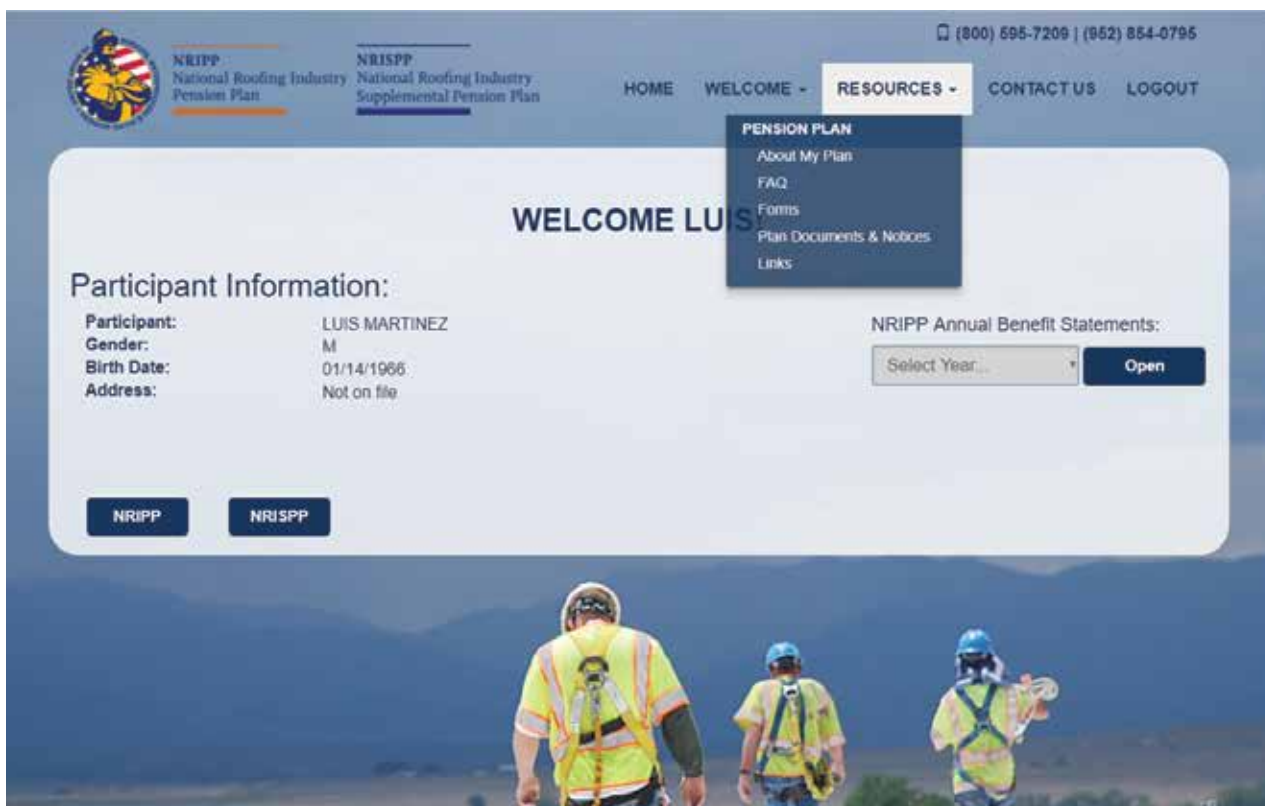 (800) 595-7209 | (952) 854-0795
NRIPP
National Roofing Industry
Pension Plan
NRISPP
National Roofing Industry
Supplemental Pension Plan
HOME WELCOME RESOURCES CONTACT US LOGOUT
PENSION PLAN
About My Plan
FAQ
Forms
Plan Documents & Notices
Links
WELCOME LUIS!
Participant Information:
Participant: LUIS MARTINEZ
Gender: M
Birth Date: 01/14/1966
Address: Not on file
NRIPP Annual Benefit Statements:
Select Year... Open
NRIPP NRISPP